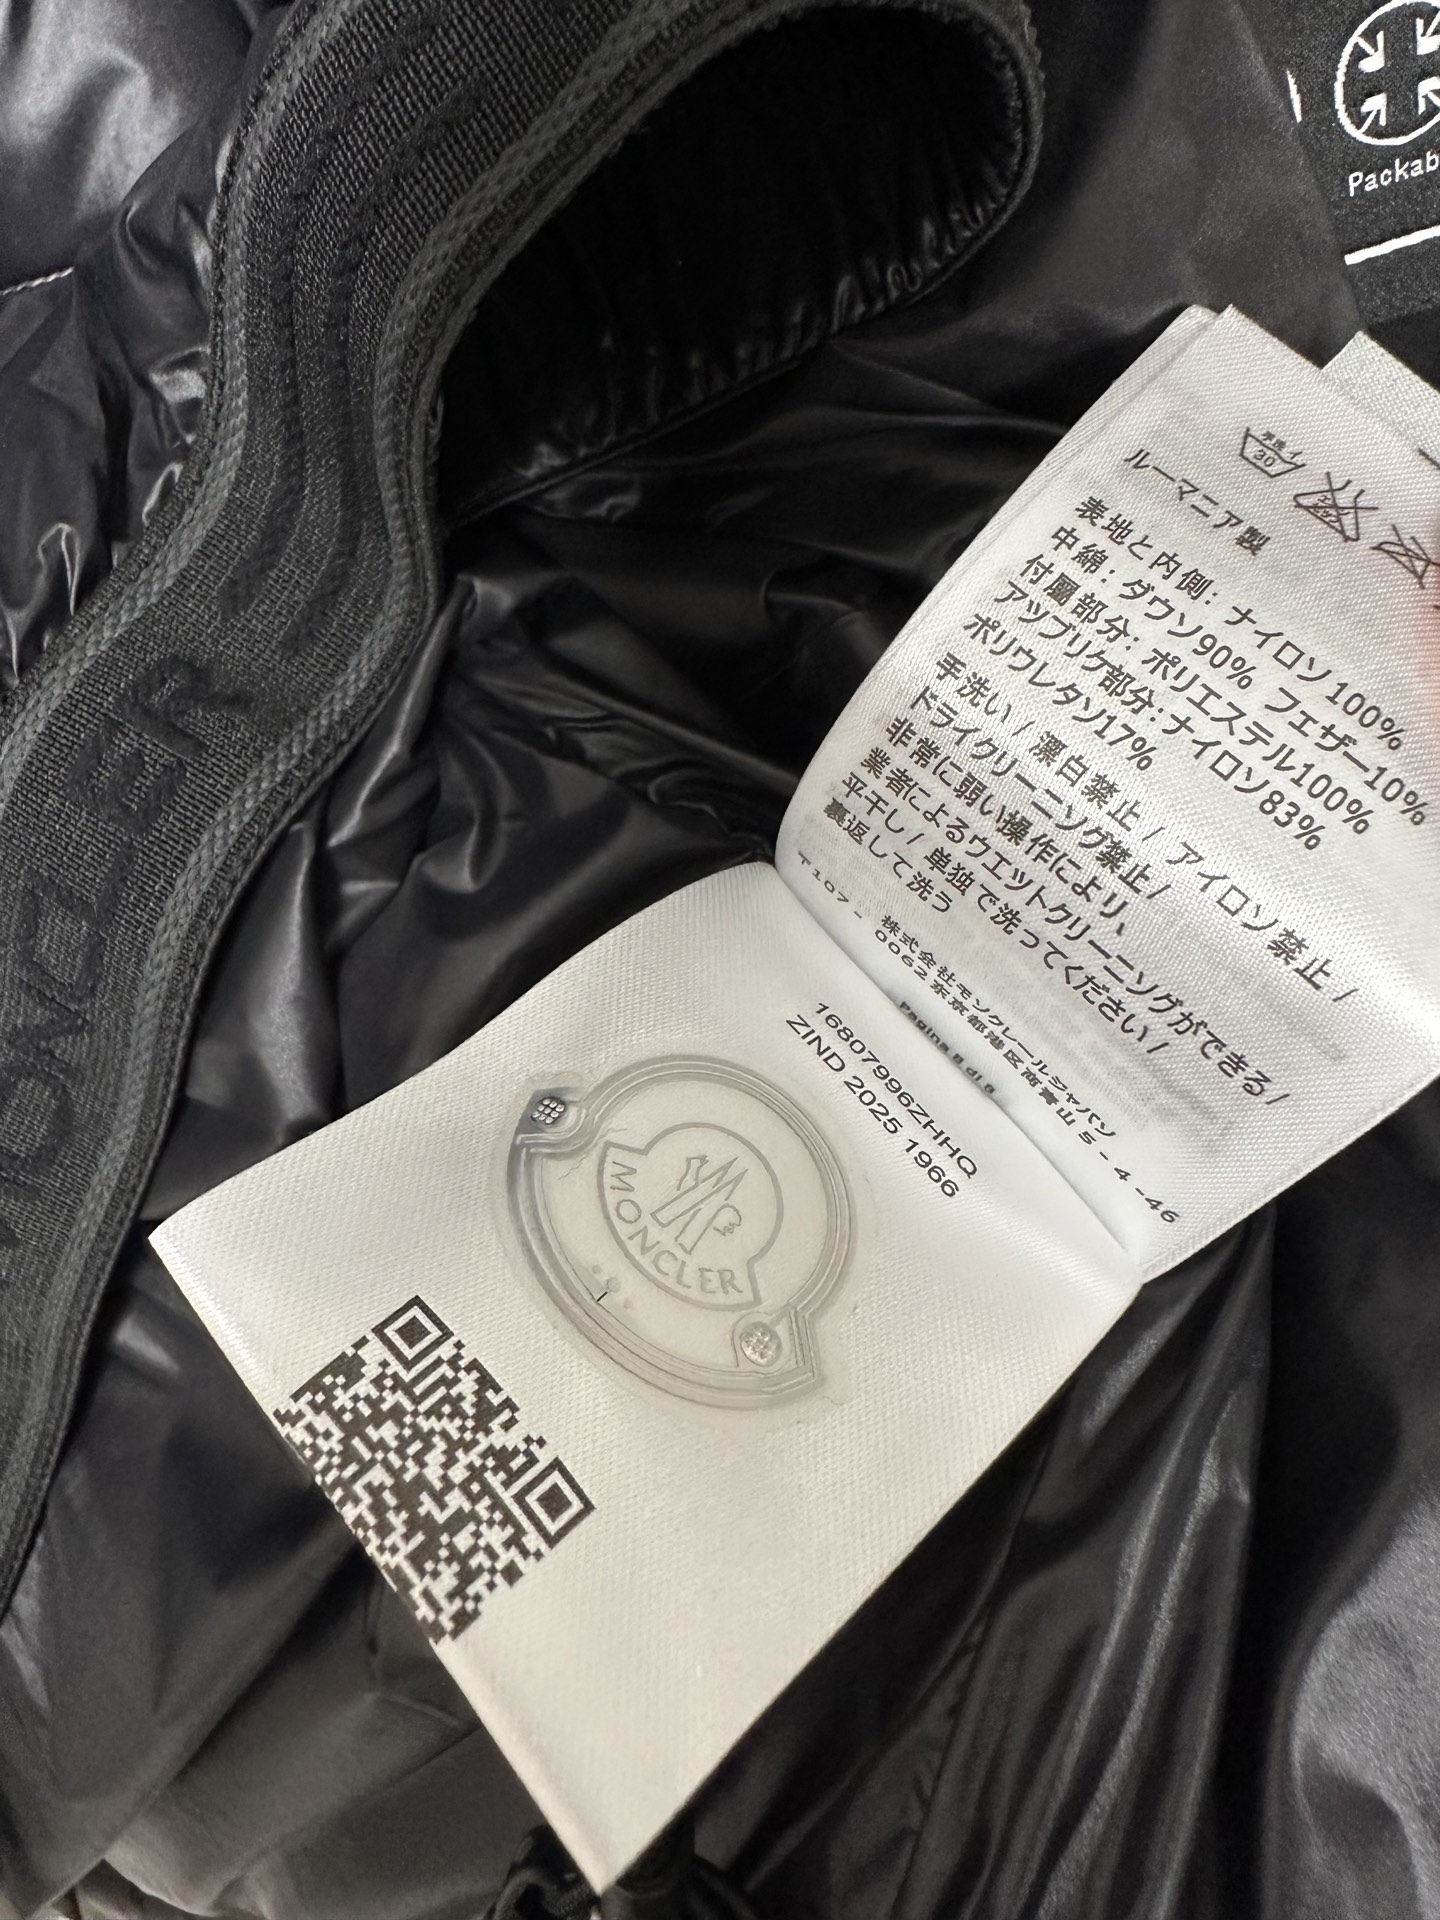 Packab
30
ルーマニア製
表地と内側: ナイロン100%
中綿: ダウン90% フェザー10%
付属部分: ポリエステル100%
アップリケ部分: ナイロン83%
ポリウレタン17%
手洗い / 漂白禁止 / アイロン禁止 /
ドライクリーニング禁止 /
非常に弱い操作により、
業者によるウエットクリーニングができる /
平干し / 単独で洗ってください /
裏返して洗う
株式会社モンクレールジャパン
〒107-0062东京都港区南青山5-4-46
Pagina 8 di 8
16807996ZHHQ
ZIND 2025 1966
MONCLER
MONCLER